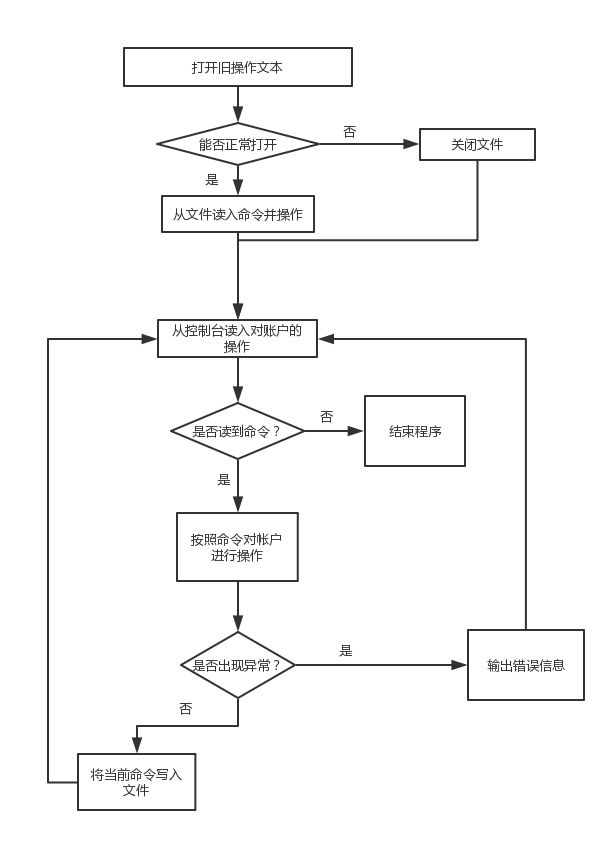 打开旧操作文本
能否正常打开
否
关闭文件
是
从文件读入命令并操作
从控制台读入对账户的
操作
是否读到命令？
否
结束程序
是
按照命令对帐户
进行操作
是否出现异常？
是
输出错误信息
否
将当前命令写入
文件